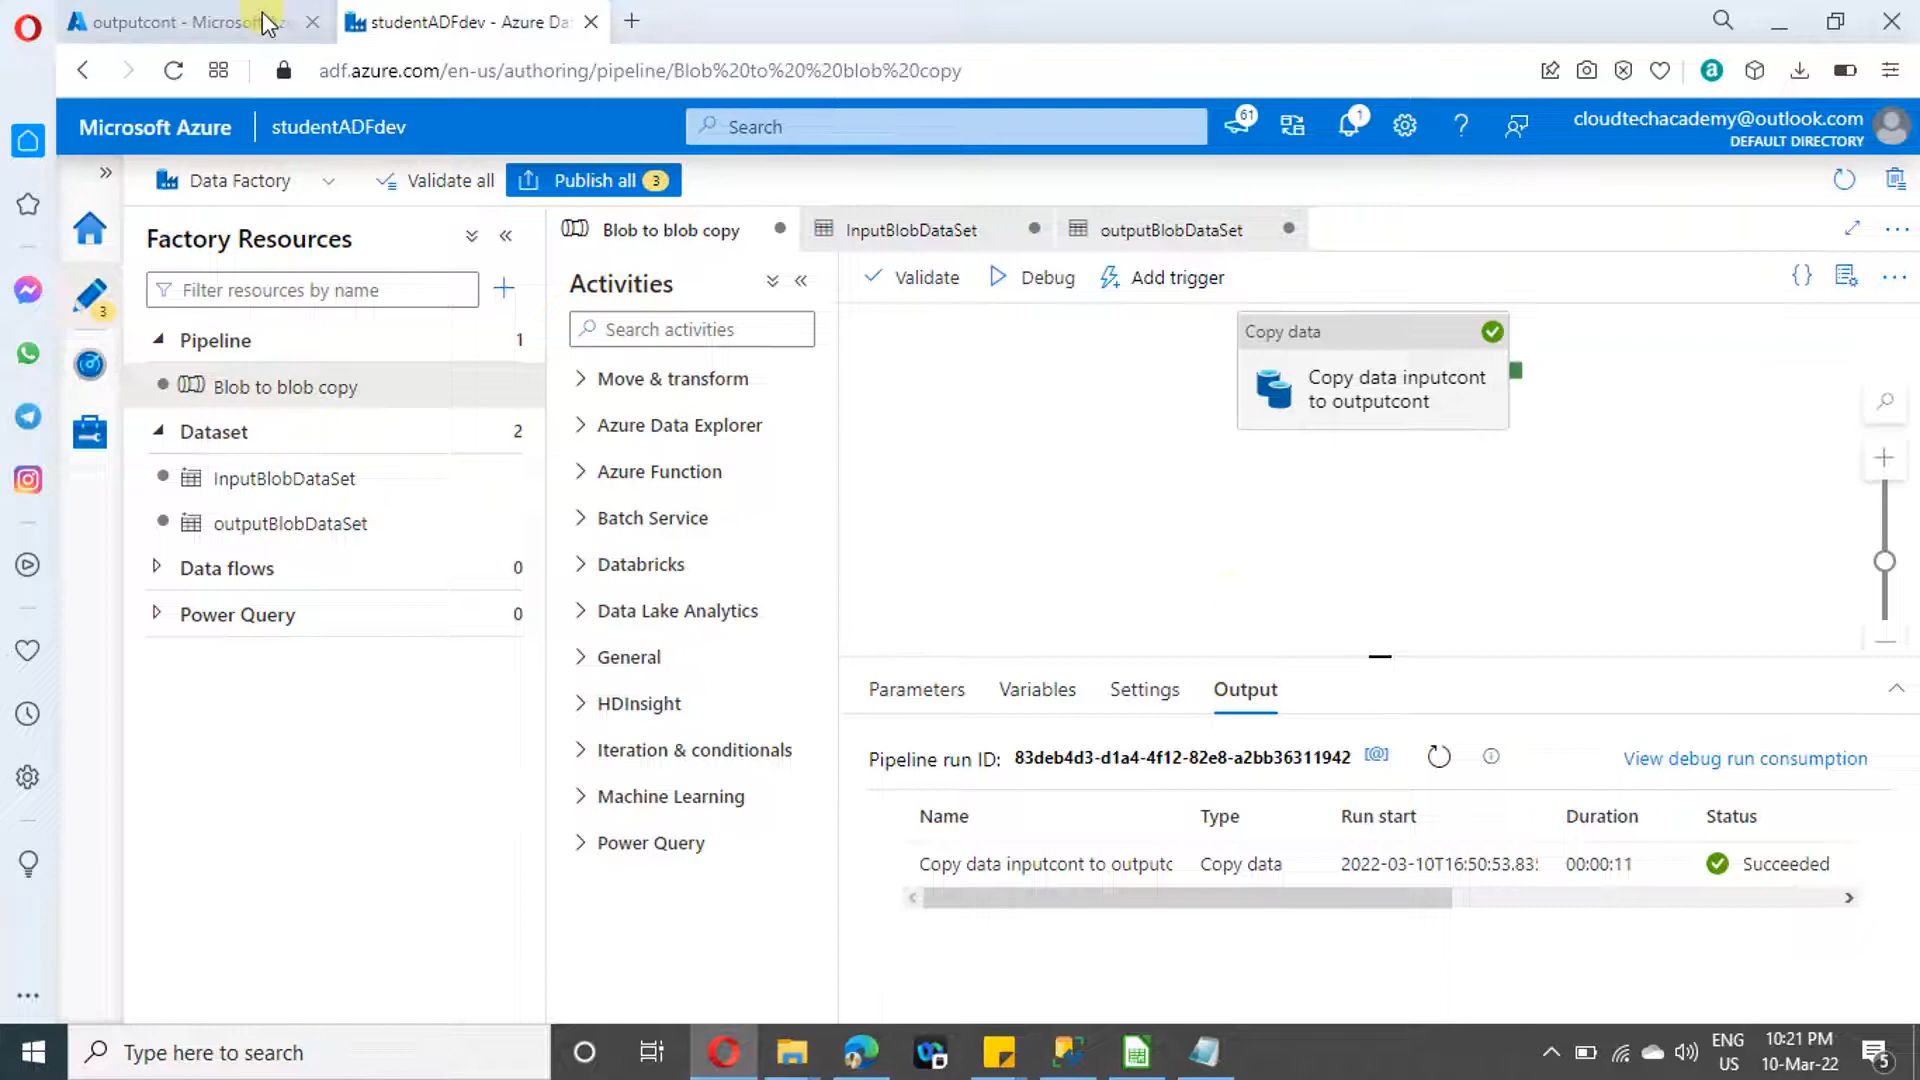 outputcont - Microsoft Az
studentADFdev - Azure Da
adf.azure.com/en-us/authoring/pipeline/Blob%20to%20%20blob%20copy
a
Microsoft Azure
studentADFdev
Search
61
1
?
cloudtechacademy@outlook.com
DEFAULT DIRECTORY
Data Factory
Validate all
Publish all 3
Factory Resources
Blob to blob copy
InputBlobDataSet
outputBlobDataSet
Filter resources by name
Activities
Validate
Debug
Add trigger
Search activities
3
Pipeline 1
Blob to blob copy
Dataset 2
InputBlobDataSet
outputBlobDataSet
Data flows 0
Power Query 0
Move & transform
Azure Data Explorer
Azure Function
Batch Service
Databricks
Data Lake Analytics
General
HDInsight
Iteration & conditionals
Machine Learning
Power Query
Copy data
Copy data inputcont
to outputcont
Parameters
Variables
Settings
Output
Pipeline run ID: 83deb4d3-d1a4-4f12-82e8-a2bb36311942 [@]
View debug run consumption
Name Type Run start Duration Status
Copy data inputcont to outputc Copy data 2022-03-10T16:50:53.83 00:00:11 Succeeded
Type here to search
ENG
US
10:21 PM
10-Mar-22
5